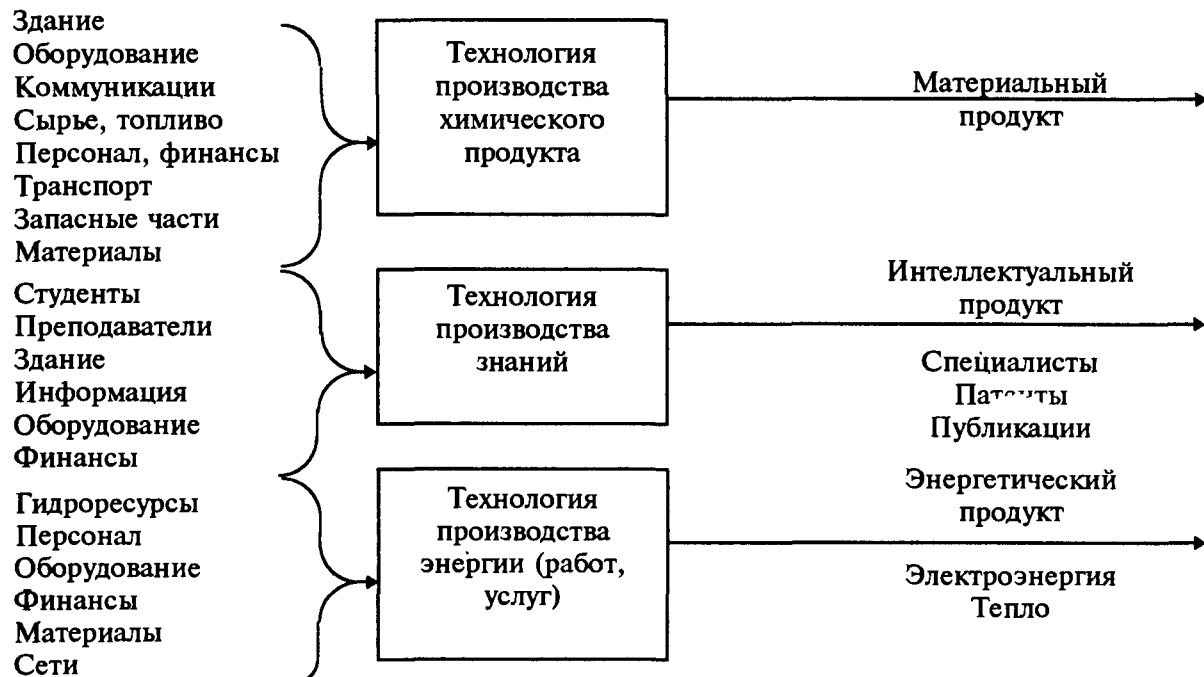 Здание
Оборудование
Коммуникации
Сырье, топливо
Персонал, финансы
Транспорт
Запасные части
Материалы
Технология
производства
химического
продукта
Материальный
продукт
Студенты
Преподаватели
Здание
Информация
Оборудование
Финансы
Технология
производства
знаний
Интеллектуальный
продукт
Специалисты
Публикации
Гидроресурсы
Персонал
Оборудование
Финансы
Материалы
Сети
Технология
производства
энергии (работ,
услуг)
Энергетический
продукт
Электроэнергия
Тепло